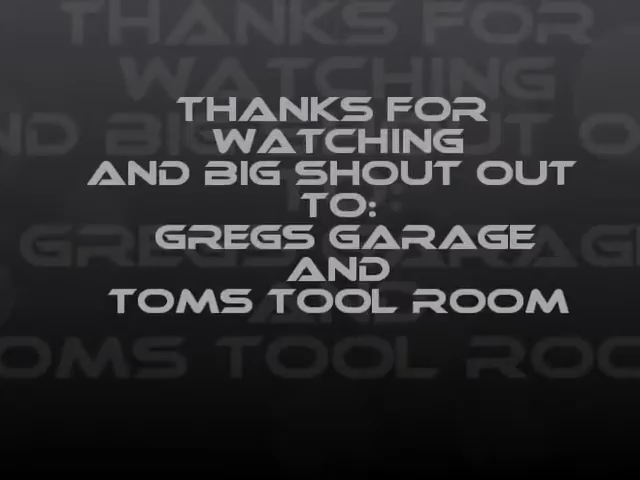 THANKS FOR
WATCHING
AND BIG SHOUT OUT
TO:
GREGS GARAGE
AND
TOMS TOOL ROOM